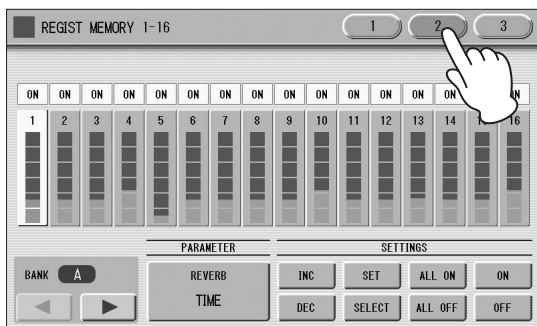 REGIST MEMORY 1-16 1 2 3
ON ON ON ON ON ON ON ON ON ON ON ON ON ON
1 2 3 4 5 6 7 8 9 10 11 12 13 14 16
PARAMETER SETTINGS
BANK A REVERB TIME INC SET ALL ON ON
DEC SELECT ALL OFF OFF